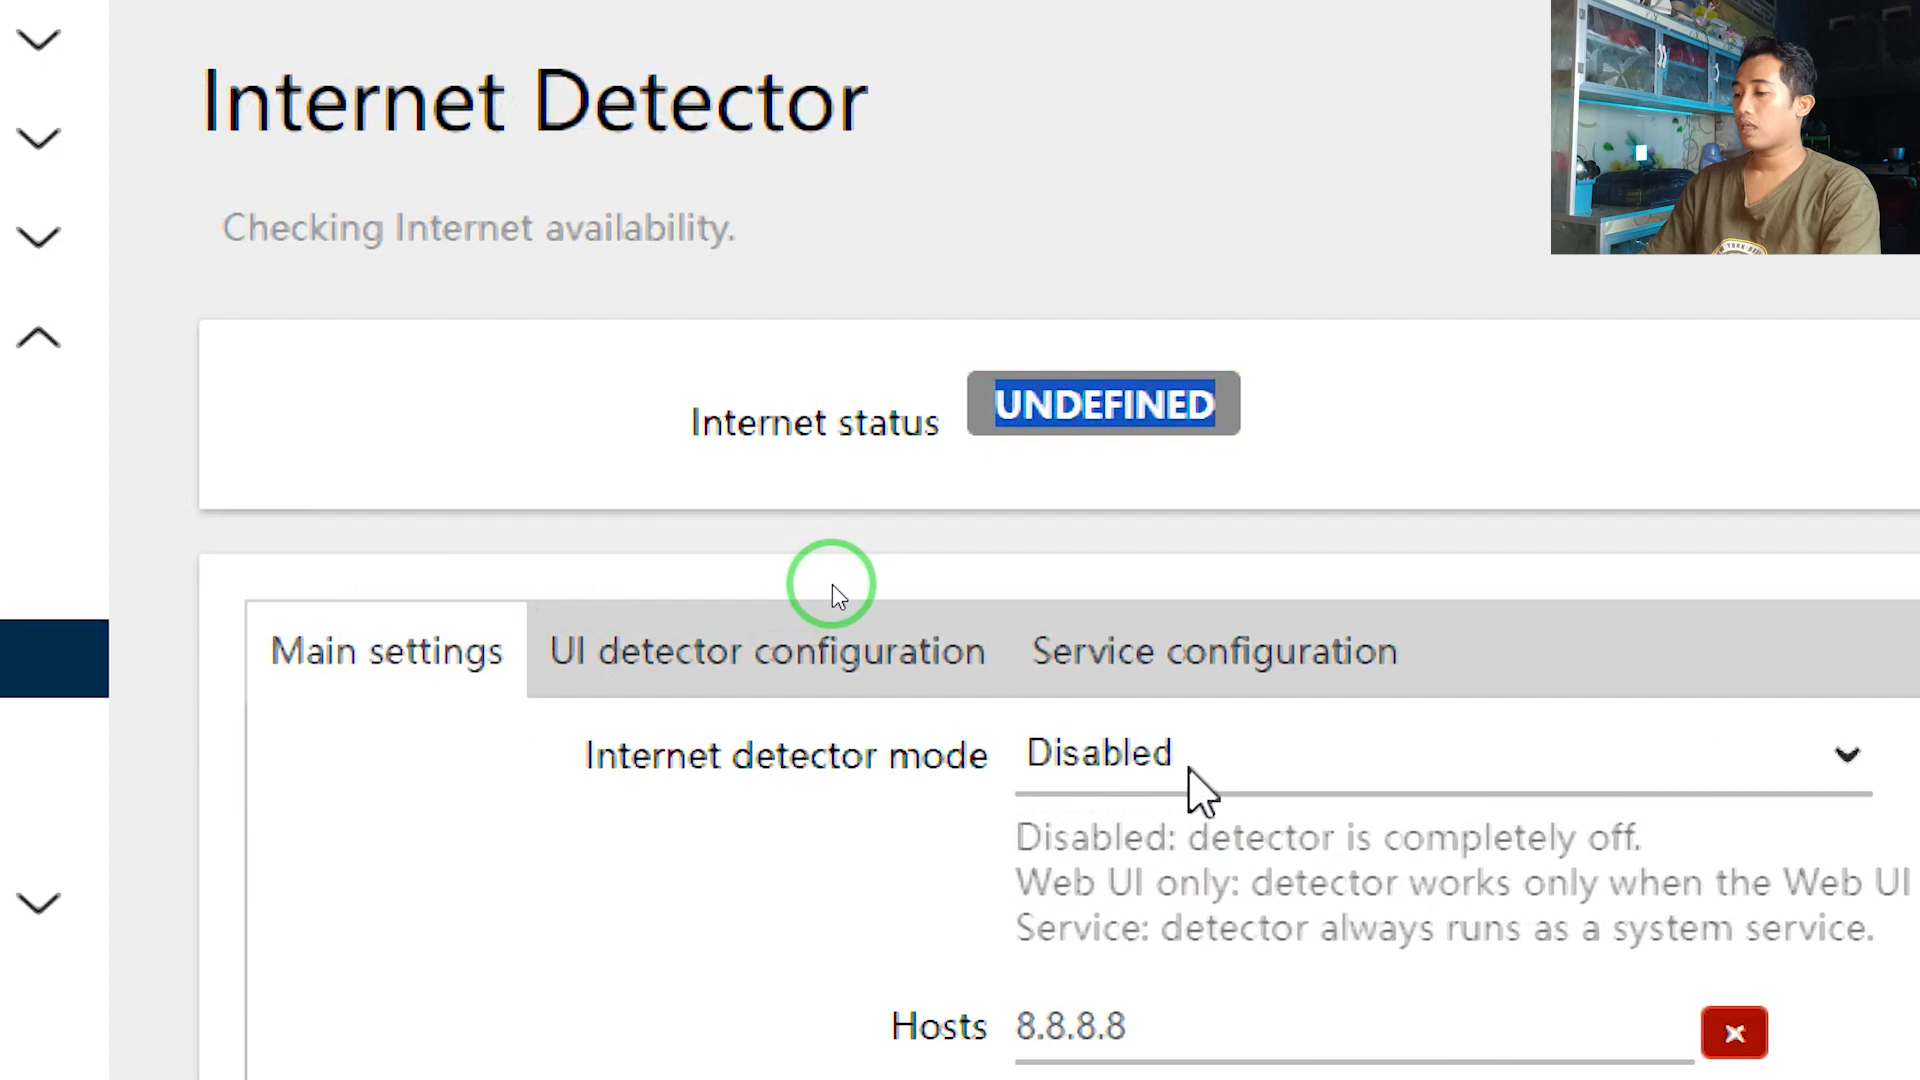 Internet Detector
Checking Internet availability.
Internet status
UNDEFINED
Main settings
UI detector configuration
Service configuration
Internet detector mode
Disabled
Disabled: detector is completely off.
Web UI only: detector works only when the Web UI
Service: detector always runs as a system service.
Hosts
8.8.8.8